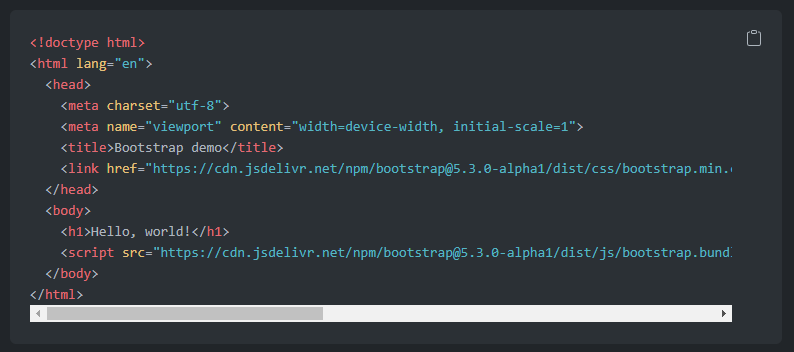 <!doctype html>
<html lang="en">
  <head>
    <meta charset="utf-8">
    <meta name="viewport" content="width=device-width, initial-scale=1">
    <title>Bootstrap demo</title>
    <link href="https://cdn.jsdelivr.net/npm/bootstrap@5.3.0-alpha1/dist/css/bootstrap.min.
  </head>
  <body>
    <h1>Hello, world!</h1>
    <script src="https://cdn.jsdelivr.net/npm/bootstrap@5.3.0-alpha1/dist/js/bootstrap.bundl
  </body>
</html>